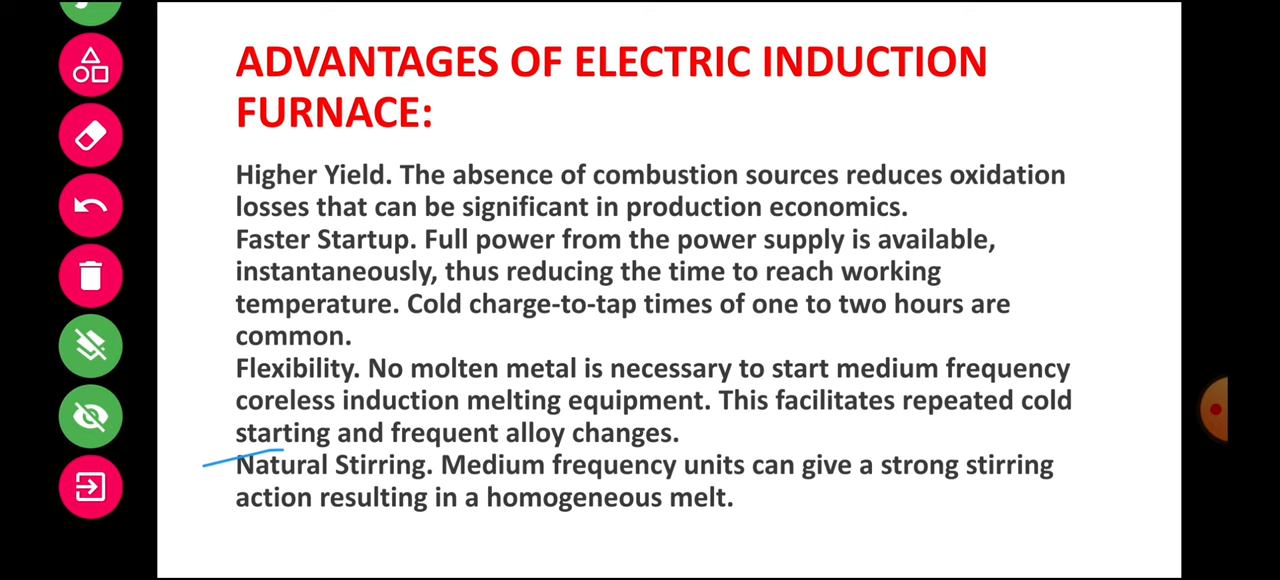 ADVANTAGES OF ELECTRIC INDUCTION
FURNACE:
Higher Yield. The absence of combustion sources reduces oxidation
losses that can be significant in production economics.
Faster Startup. Full power from the power supply is available,
instantaneously, thus reducing the time to reach working
temperature. Cold charge-to-tap times of one to two hours are
common.
Flexibility. No molten metal is necessary to start medium frequency
coreless induction melting equipment. This facilitates repeated cold
starting and frequent alloy changes.
Natural Stirring. Medium frequency units can give a strong stirring
action resulting in a homogeneous melt.